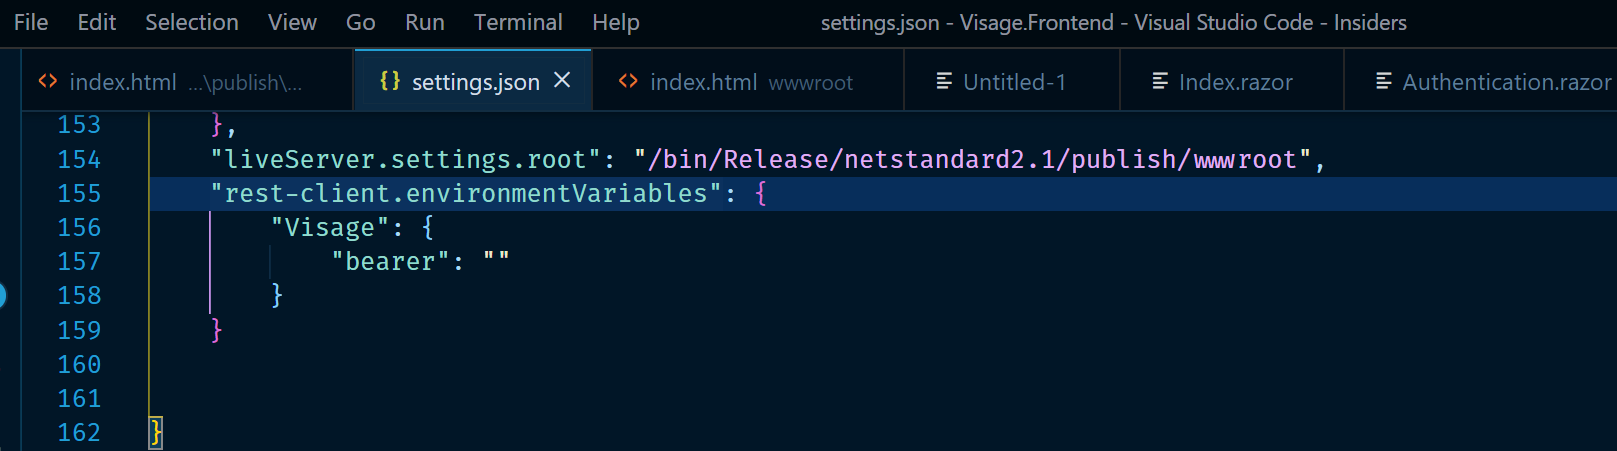 File Edit Selection View Go Run Terminal Help settings.json - Visage.Frontend - Visual Studio Code - Insiders
<> index.html ...\publish\... {} settings.json × <> index.html wwwroot Untitled-1 Index.razor Authentication.razor
153 },
154 "liveServer.settings.root": "/bin/Release/netstandard2.1/publish/wwwroot",
155 "rest-client.environmentVariables": {
156 "Visage": {
157 "bearer": ""
158 }
159 }
160
161
162 }